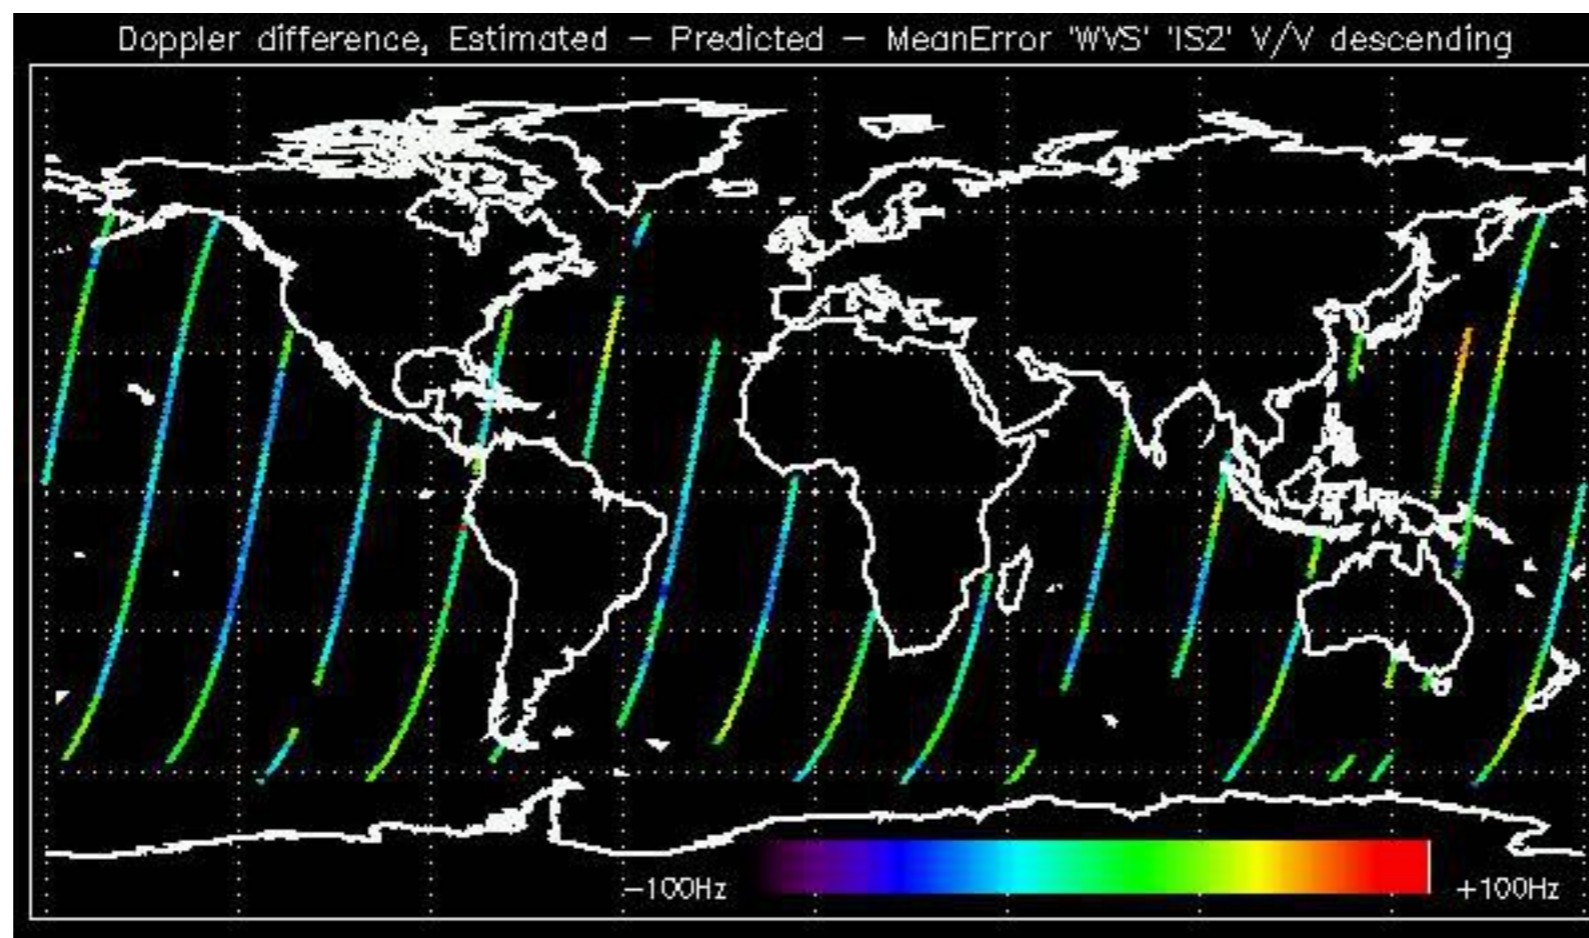 Doppler difference, Estimated - Predicted - MeanError 'WVS' 'IS2' V/V descending
-100Hz
+100Hz